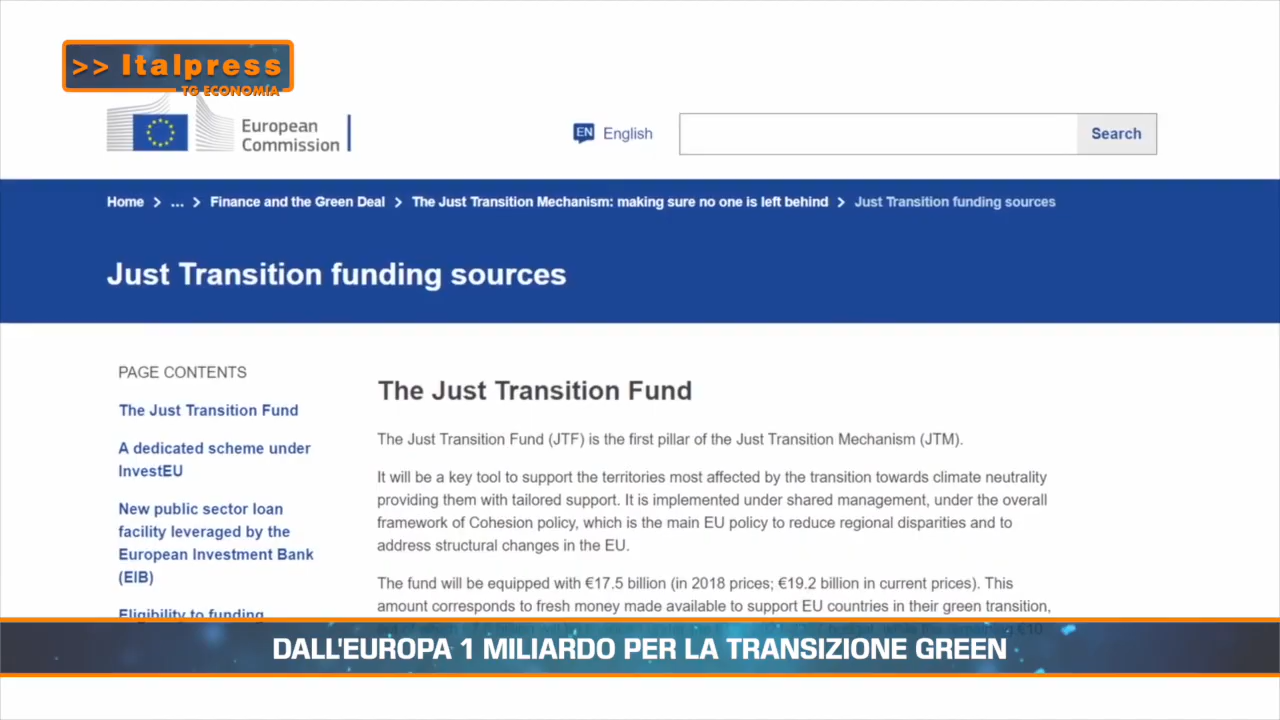 >> Italpress
TG ECONOMIA
European
Commission
EN English
Search
Home > ... > Finance and the Green Deal > The Just Transition Mechanism: making sure no one is left behind > Just Transition funding sources
Just Transition funding sources
PAGE CONTENTS
The Just Transition Fund
A dedicated scheme under
InvestEU
New public sector loan
facility leveraged by the
European Investment Bank
(EIB)
Eligibility to funding
The Just Transition Fund
The Just Transition Fund (JTF) is the first pillar of the Just Transition Mechanism (JTM).
It will be a key tool to support the territories most affected by the transition towards climate neutrality
providing them with tailored support. It is implemented under shared management, under the overall
framework of Cohesion policy, which is the main EU policy to reduce regional disparities and to
address structural changes in the EU.
The fund will be equipped with €17.5 billion (in 2018 prices; €19.2 billion in current prices). This
amount corresponds to fresh money made available to support EU countries in their green transition,
DALL'EUROPA 1 MILIARDO PER LA TRANSIZIONE GREEN